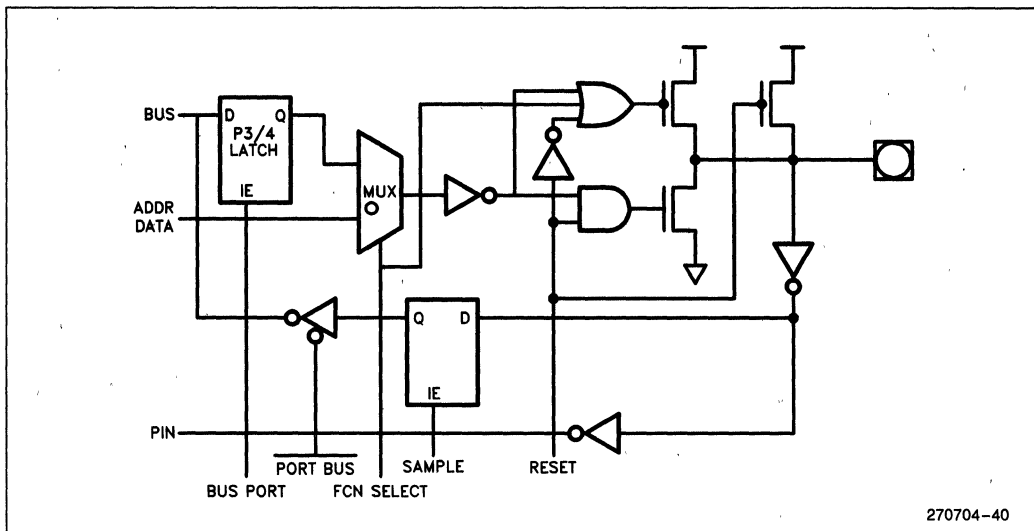 BUS
D Q
P3/4
LATCH
IE
ADDR
DATA
MUX
Q D
IE
PIN
PORT BUS
SAMPLE
RESET
BUS PORT
FCN SELECT
270704-40